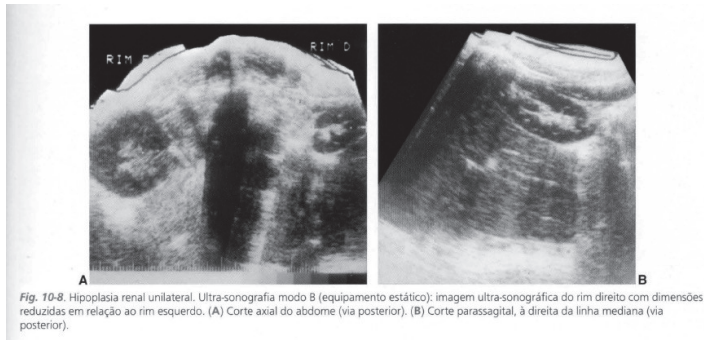 RIM E
RIM D
A
B
Fig. 10-8. Hipoplasia renal unilateral. Ultra-sonografia modo B (equipamento estático): imagem ultra-sonográfica do rim direito com dimensões
reduzidas em relação ao rim esquerdo. (A) Corte axial do abdome (via posterior). (B) Corte parassagital, à direita da linha mediana (via
posterior).